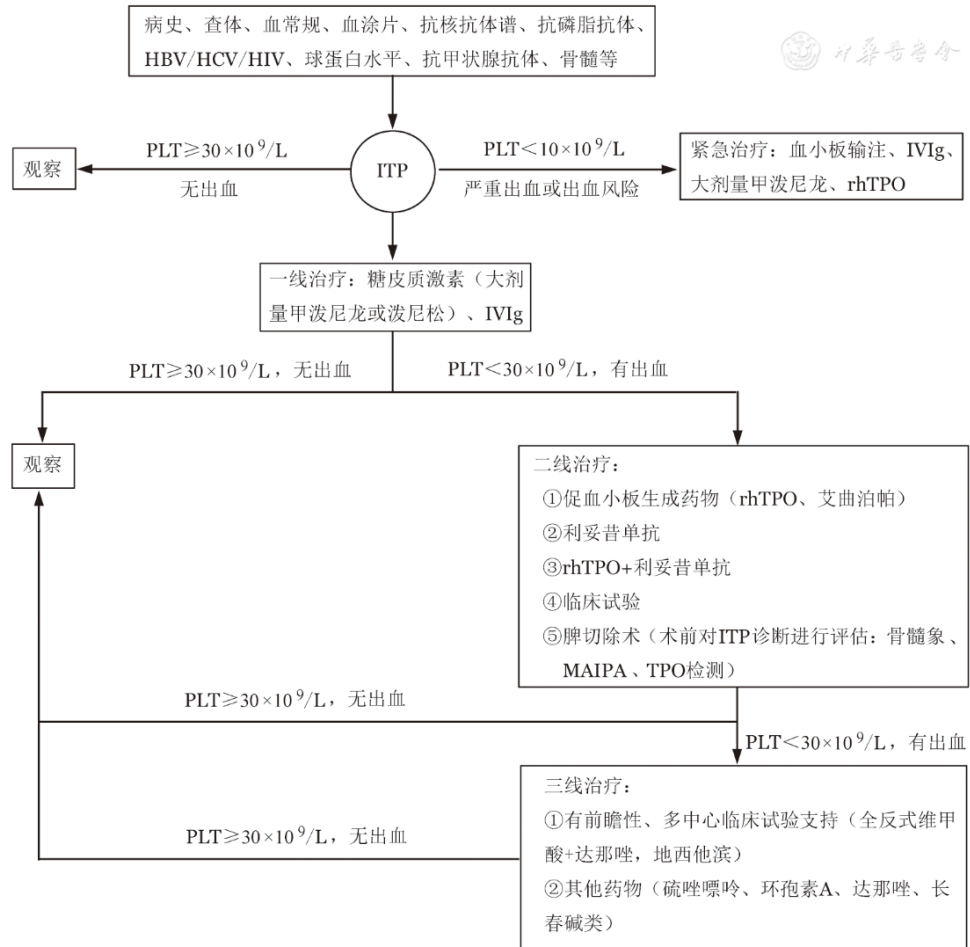 病史、查体、血常规、血涂片、抗核抗体谱、抗磷脂抗体、
HBV/HCV/HIV、球蛋白水平、抗甲状腺抗体、骨髓等
中华医学会
观察
PLT≥30×10⁹/L
无出血
ITP
PLT<10×10⁹/L
严重出血或出血风险
紧急治疗：血小板输注、IVIg、
大剂量甲泼尼龙、rhTPO
一线治疗：糖皮质激素（大剂
量甲泼尼龙或泼尼松）、IVIg
PLT≥30×10⁹/L，无出血
PLT<30×10⁹/L，有出血
观察
二线治疗：
①促血小板生成药物（rhTPO、艾曲泊帕）
②利妥昔单抗
③rhTPO+利妥昔单抗
④临床试验
⑤脾切除术（术前对ITP诊断进行评估：骨髓象、
MAIPA、TPO检测）
PLT≥30×10⁹/L，无出血
PLT<30×10⁹/L，有出血
三线治疗：
①有前瞻性、多中心临床试验支持（全反式维甲
酸+达那唑，地西他滨）
②其他药物（硫唑嘌呤、环孢素A、达那唑、长
春碱类）
PLT≥30×10⁹/L，无出血